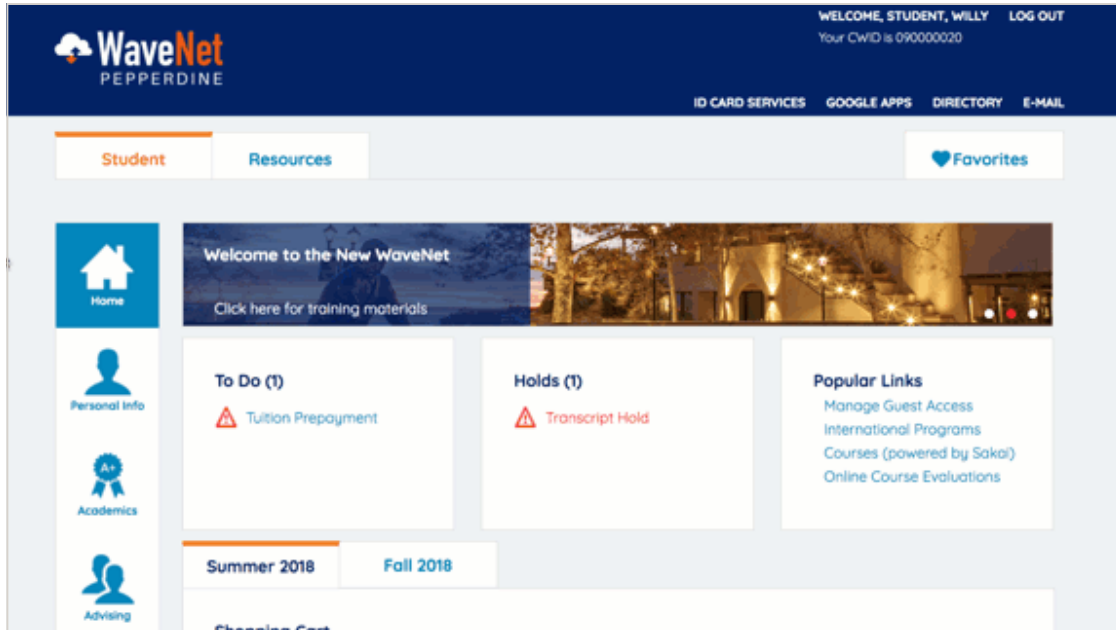 WELCOME, STUDENT, WILLY LOG OUT
Your CWID is 090000020
WaveNet
PEPPERDINE
ID CARD SERVICES GOOGLE APPS DIRECTORY E-MAIL
Student Resources Favorites
Welcome to the New WaveNet
Click here for training materials
Home
Personal Info
A+
Academics
Advising
To Do (1)
Tuition Prepayment
Holds (1)
Transcript Hold
Popular Links
Manage Guest Access
International Programs
Courses (powered by Sakai)
Online Course Evaluations
Summer 2018 Fall 2018
Shopping Cart